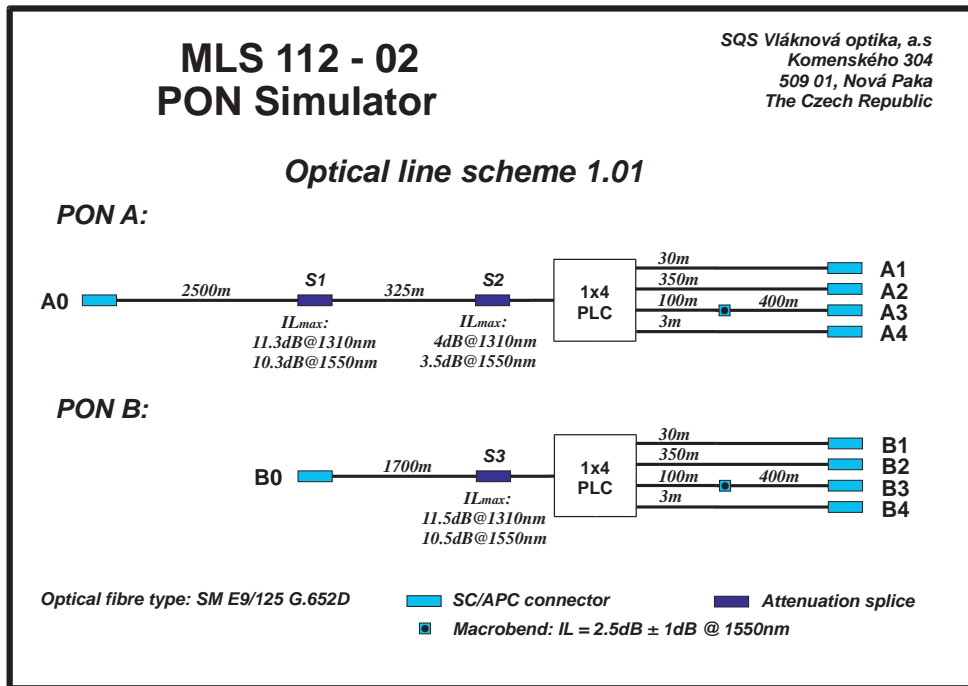 MLS 112 - 02
PON Simulator
SQS Vláknová optika, a.s
Komenského 304
509 01, Nová Paka
The Czech Republic
Optical line scheme 1.01
PON A:
A0
2500m
S1
325m
S2
ILmax:
11.3dB@1310nm
10.3dB@1550nm
ILmax:
4dB@1310nm
3.5dB@1550nm
1x4
PLC
30m
A1
350m
A2
100m
400m
A3
3m
A4
PON B:
B0
1700m
S3
ILmax:
11.5dB@1310nm
10.5dB@1550nm
1x4
PLC
30m
B1
350m
B2
100m
400m
B3
3m
B4
Optical fibre type: SM E9/125 G.652D
SC/APC connector
Attenuation splice
Macrobend: IL = 2.5dB ± 1dB @ 1550nm